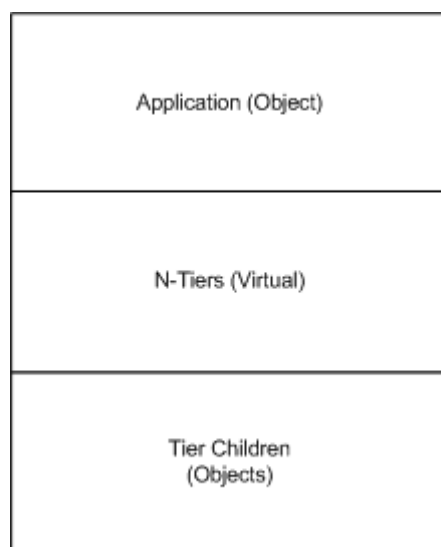 Application (Object)
N-Tiers (Virtual)
Tier Children
(Objects)